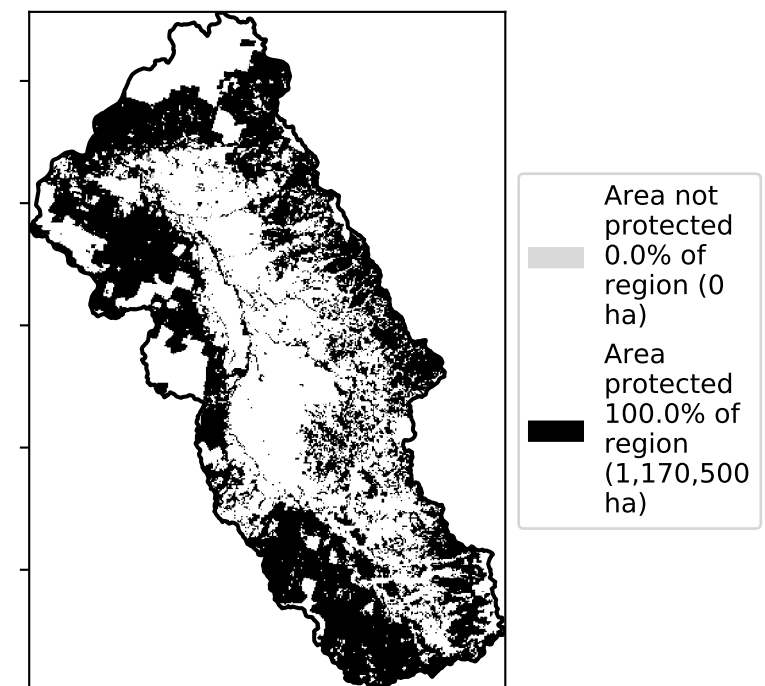 Area not
protected
0.0% of
region (0
ha)
Area
protected
100.0% of
region
(1,170,500
ha)